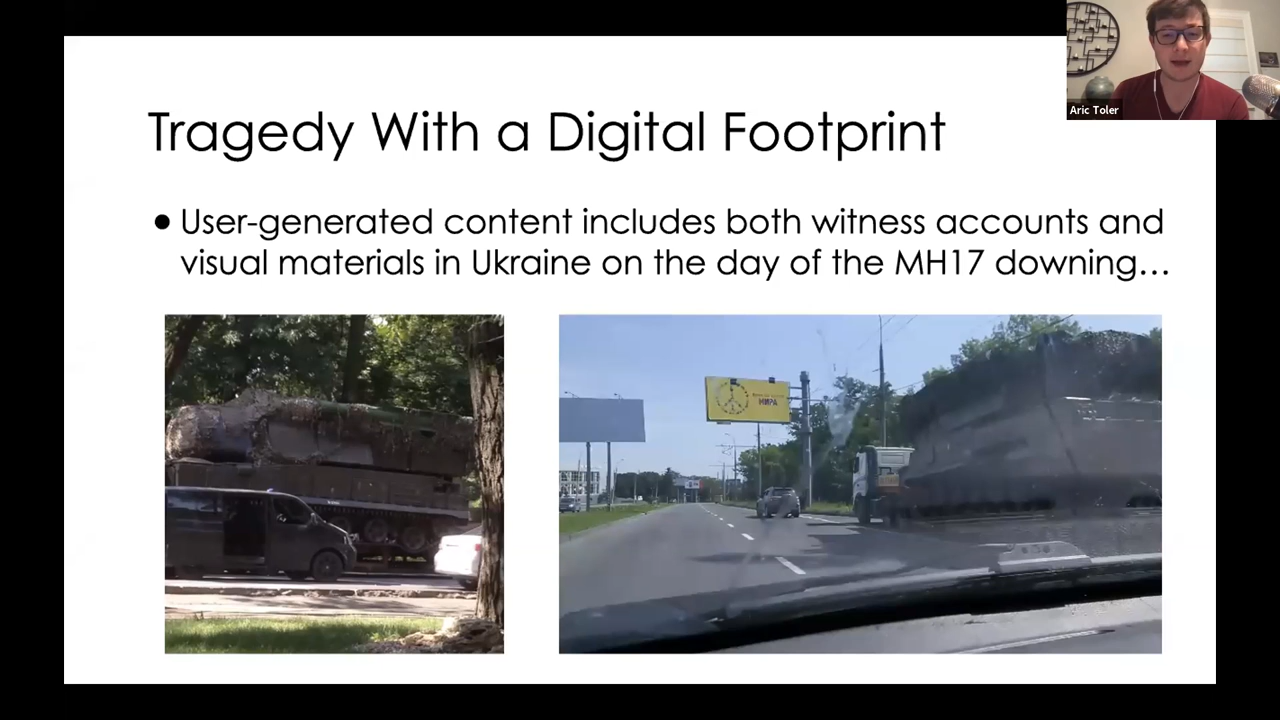 Aric Toler
Tragedy With a Digital Footprint
● User-generated content includes both witness accounts and
visual materials in Ukraine on the day of the MH17 downing…
МИРА